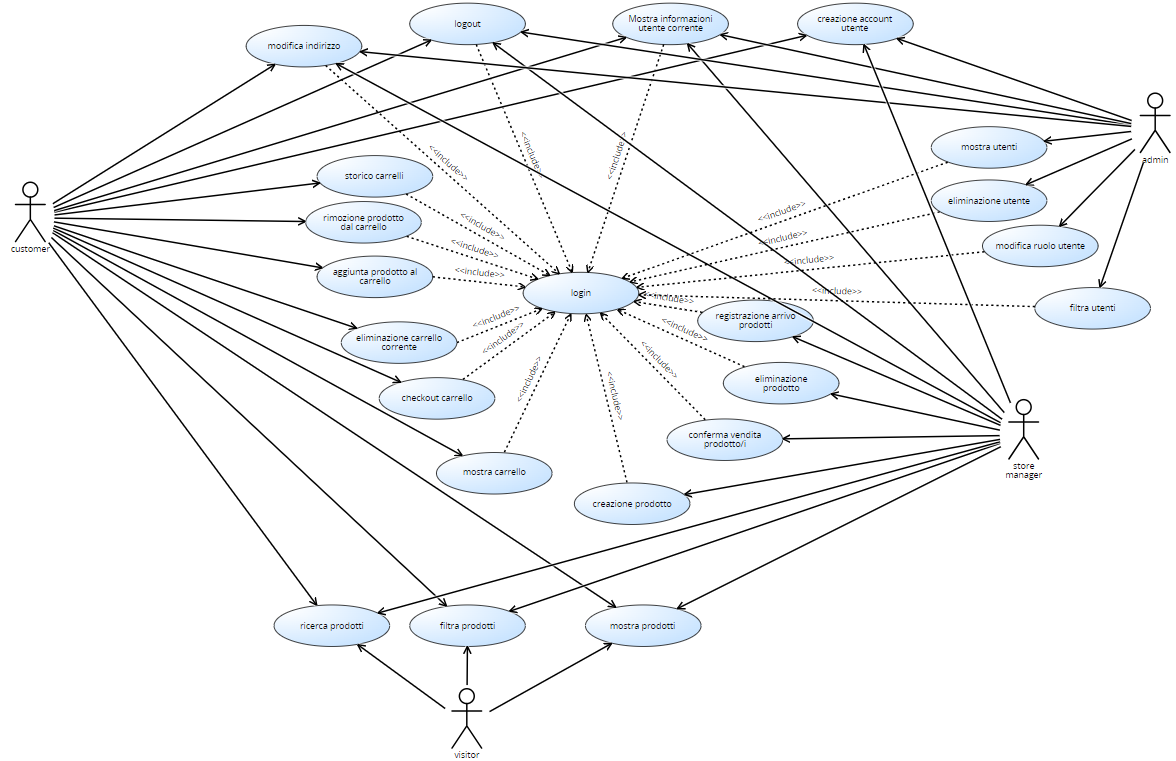 logout
Mostra informazioni
utente corrente
creazione account
utente
modifica indirizzo
admin
mostra utenti
<<include>>
<<include>>
<<include>>
storico carrelli
eliminazione utente
customer
rimozione prodotto
dal carrello
<<include>>
<<include>>
modifica ruolo utente
<<include>>
<<include>>
aggiunta prodotto al
carrello
<<include>>
<<include>>
login
<<include>>
<<include>>
filtra utenti
registrazione arrivo
prodotti
<<include>>
<<include>>
eliminazione carrello
corrente
<<include>>
<<include>>
<<include>>
eliminazione
prodotto
checkout carrello
<<include>>
conferma vendita
prodotto/i
mostra carrello
store
manager
creazione prodotto
ricerca prodotti
filtra prodotti
mostra prodotti
visitor